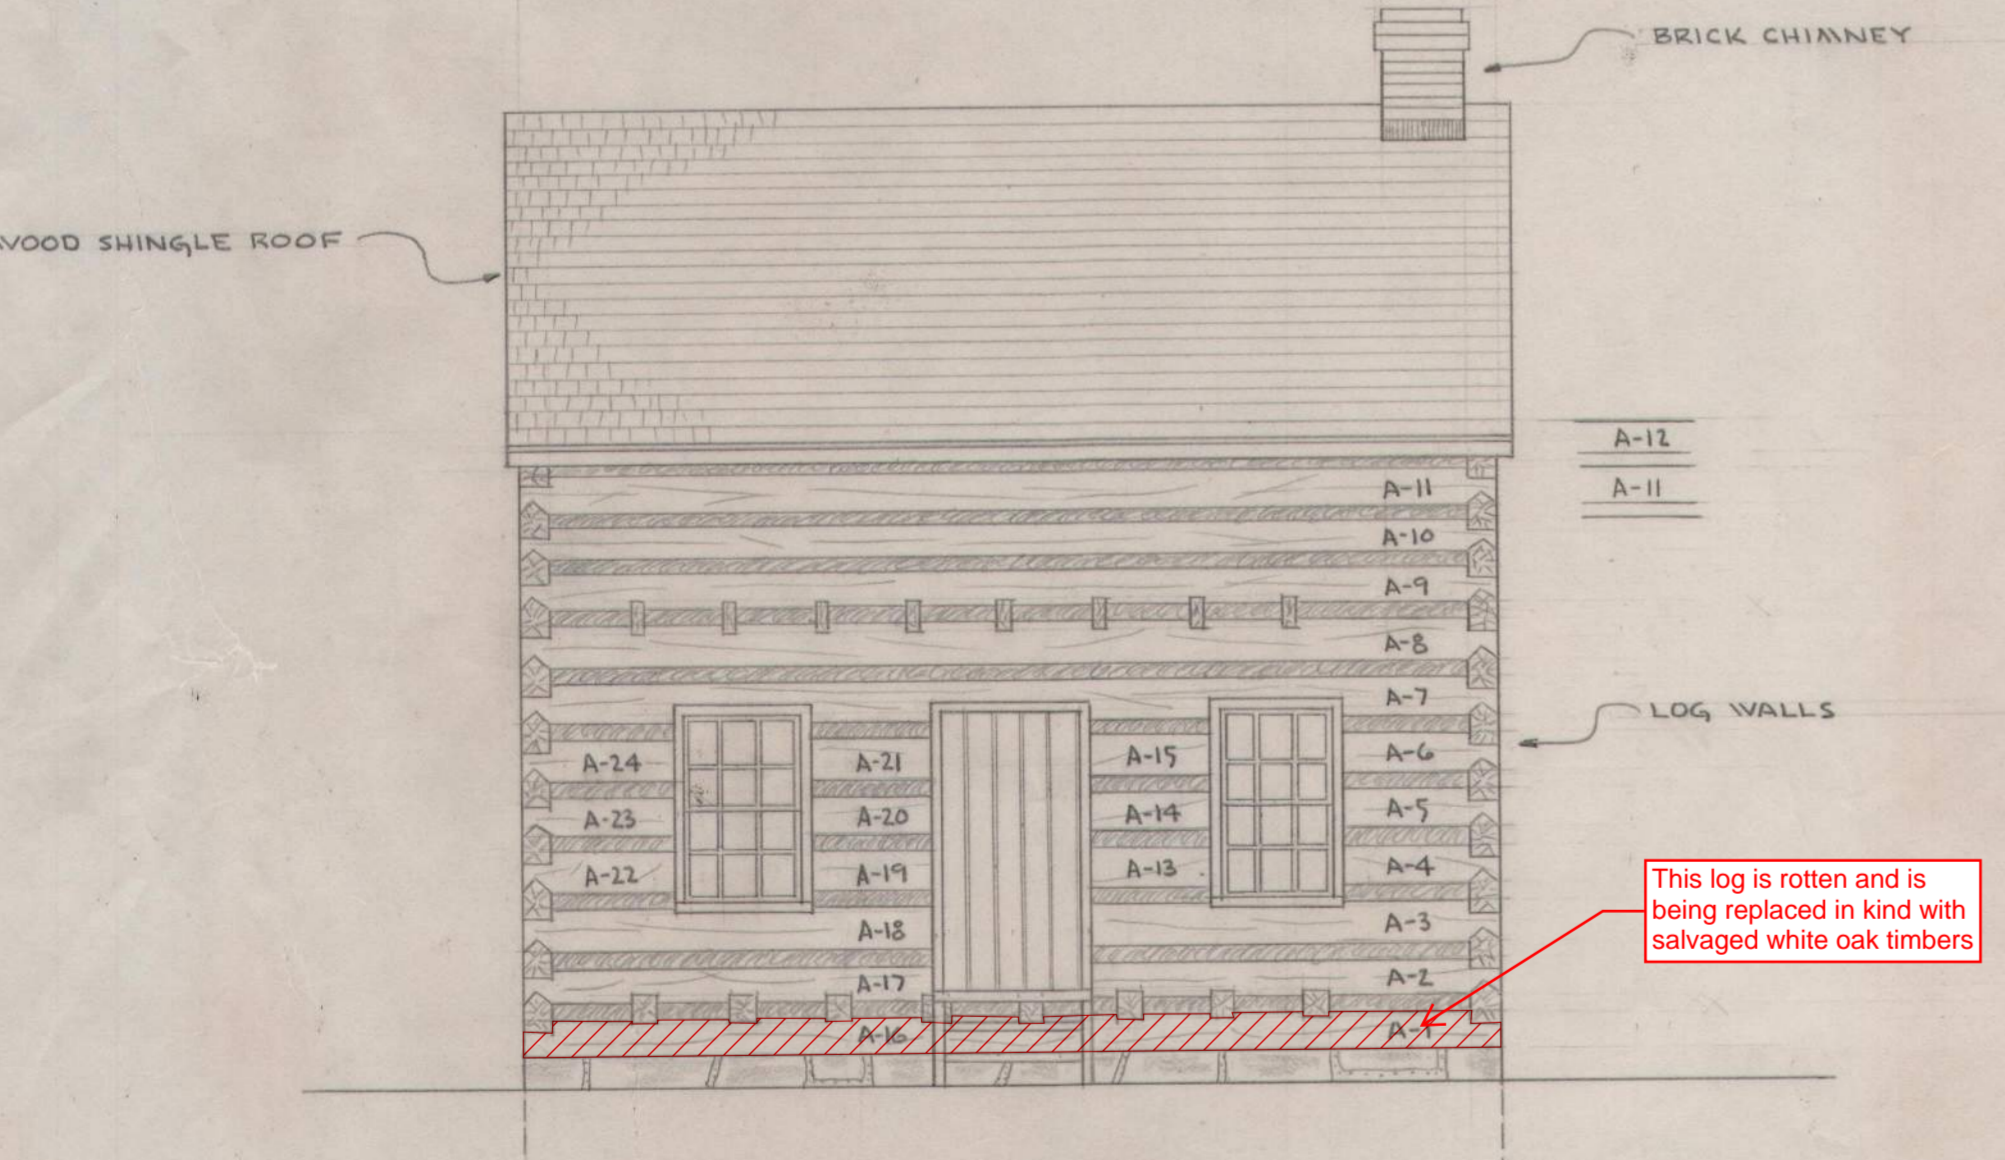 BRICK CHIMNEY
WOOD SHINGLE ROOF
A-12
A-11
A-11
A-10
A-9
A-8
A-7
LOG WALLS
A-24 A-21 A-15 A-6
A-23 A-20 A-14 A-5
A-22 A-19 A-13 A-4
This log is rotten and is
being replaced in kind with
salvaged white oak timbers
A-18 A-3
A-17 A-2
A-16 A-1